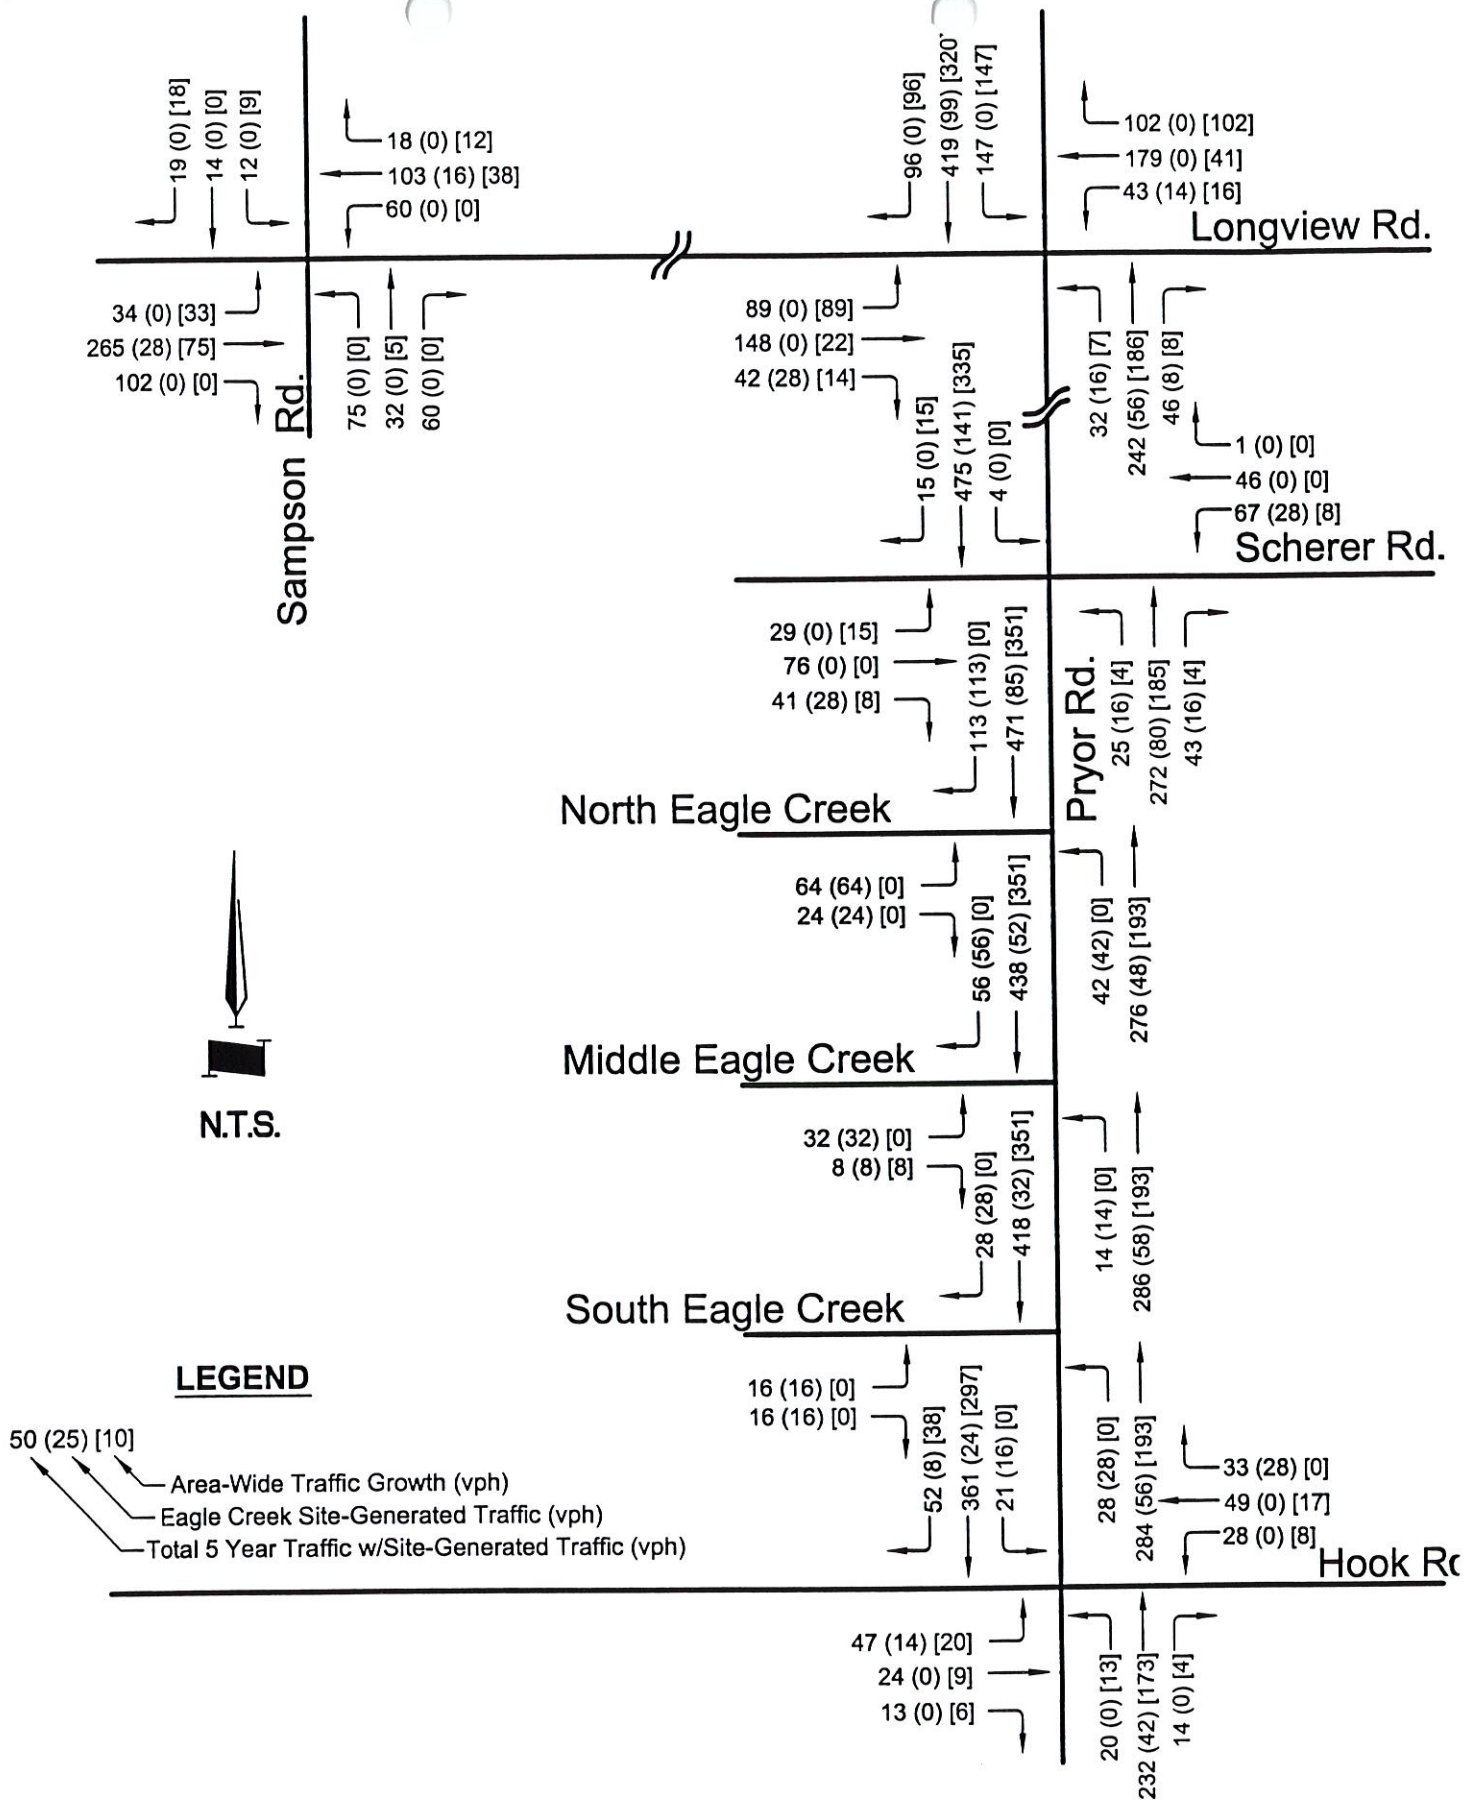 19 (0) [18]
14 (0) [0]
12 (0) [9]
18 (0) [12]
103 (16) [38]
60 (0) [0]
96 (0) [96]
419 (99) [320
147 (0) [147]
102 (0) [102]
179 (0) [41]
43 (14) [16]
Longview Rd.
34 (0) [33]
265 (28) [75]
102 (0) [0]
75 (0) [0]
32 (0) [5]
60 (0) [0]
Sampson Rd.
89 (0) [89]
148 (0) [22]
42 (28) [14]
32 (16) [7]
242 (56) [186]
46 (8) [8]
15 (0) [15]
475 (141) [335]
4 (0) [0]
1 (0) [0]
46 (0) [0]
67 (28) [8]
Scherer Rd.
29 (0) [15]
76 (0) [0]
41 (28) [8]
113 (113) [0]
471 (85) [351]
Pryor Rd.
25 (16) [4]
272 (80) [185]
43 (16) [4]
North Eagle Creek
64 (64) [0]
24 (24) [0]
56 (56) [0]
438 (52) [351]
42 (42) [0]
276 (48) [193]
Middle Eagle Creek
N.T.S.
32 (32) [0]
8 (8) [8]
28 (28) [0]
418 (32) [351]
14 (14) [0]
286 (58) [193]
South Eagle Creek
16 (16) [0]
16 (16) [0]
52 (8) [38]
361 (24) [297]
21 (16) [0]
28 (28) [0]
284 (56) [193]
33 (28) [0]
49 (0) [17]
28 (0) [8]
Hook
LEGEND
50 (25) [10]
Area-Wide Traffic Growth (vph)
Eagle Creek Site-Generated Traffic (vph)
Total 5 Year Traffic w/Site-Generated Traffic (vph)
47 (14) [20]
24 (0) [9]
13 (0) [6]
20 (0) [13]
232 (42) [173]
14 (0) [4]